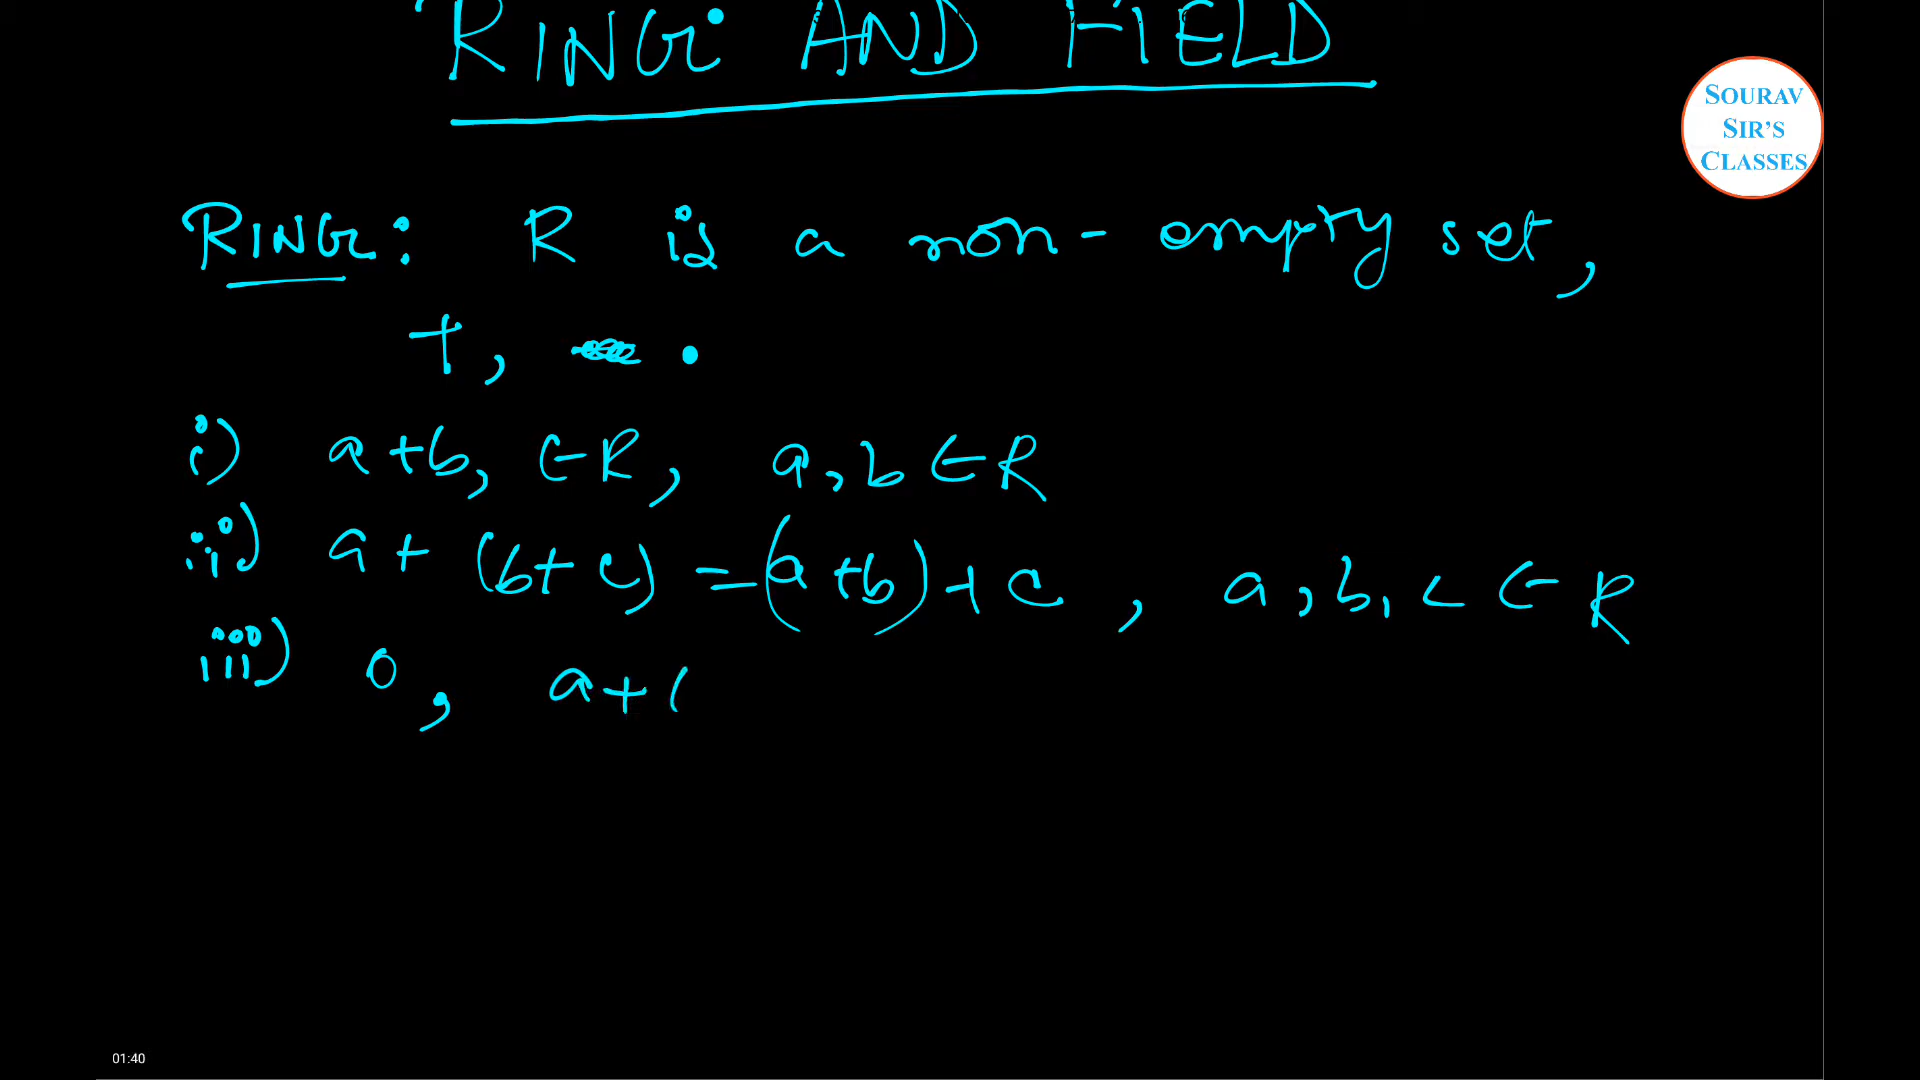 RING AND FIELD
SOURAV
SIR'S
CLASSES
RING: R is a non-empty set,
+, •
i) a+b, ∈R, a,b ∈R
ii) a+ (b+c) =(a+b)+c, a,b,c ∈ R
iii) 0, a+(
01:40